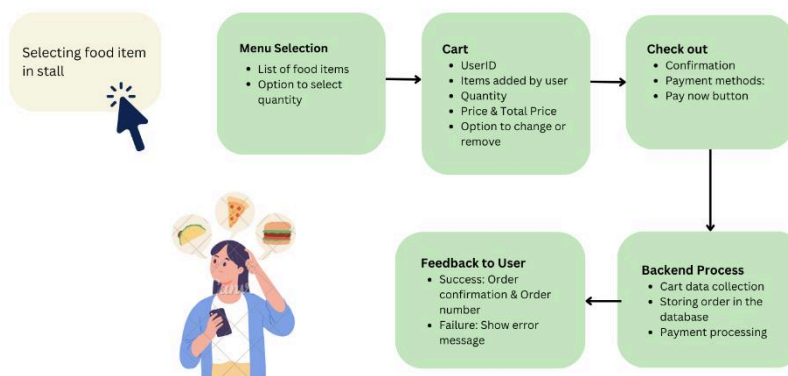 Selecting food item
in stall
Menu Selection
List of food items
Option to select
quantity
Cart
UserID
Items added by user
Quantity
Price & Total Price
Option to change or
remove
Check out
Confirmation
Payment methods:
Pay now button
Feedback to User
Success: Order
confirmation & Order
number
Failure: Show error
message
Backend Process
Cart data collection
Storing order in the
database
Payment processing